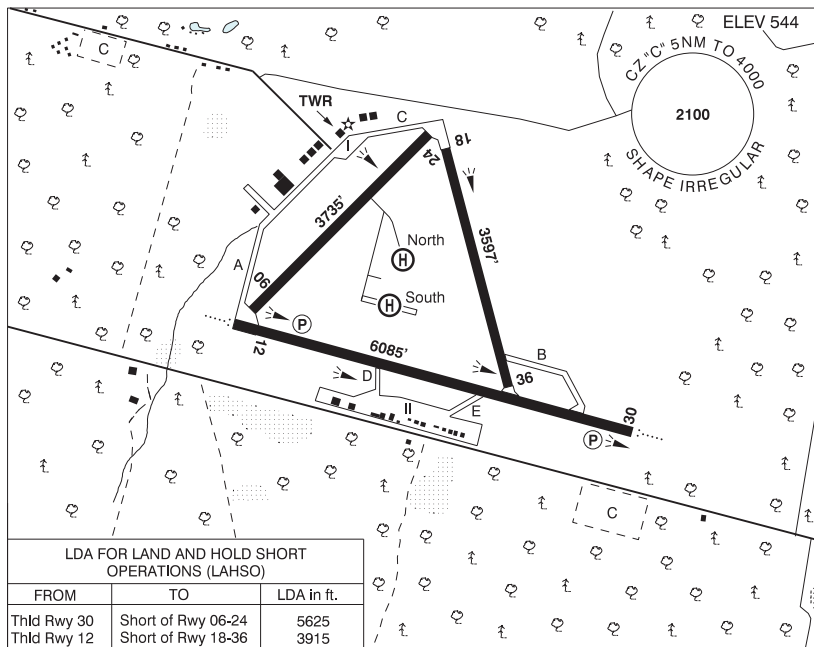 ELEV 544
C
CZ "C" 5NM TO 4000
2100
SHAPE IRREGULAR
TWR
C
I
18
24
3735'
3597'
North
H
A
06
South
H
P
12
6085'
B
D
36
II
E
30
P
C
LDA FOR LAND AND HOLD SHORT
OPERATIONS (LAHSO)
FROM TO LDA in ft.
Thld Rwy 30 Short of Rwy 06-24 5625
Thld Rwy 12 Short of Rwy 18-36 3915